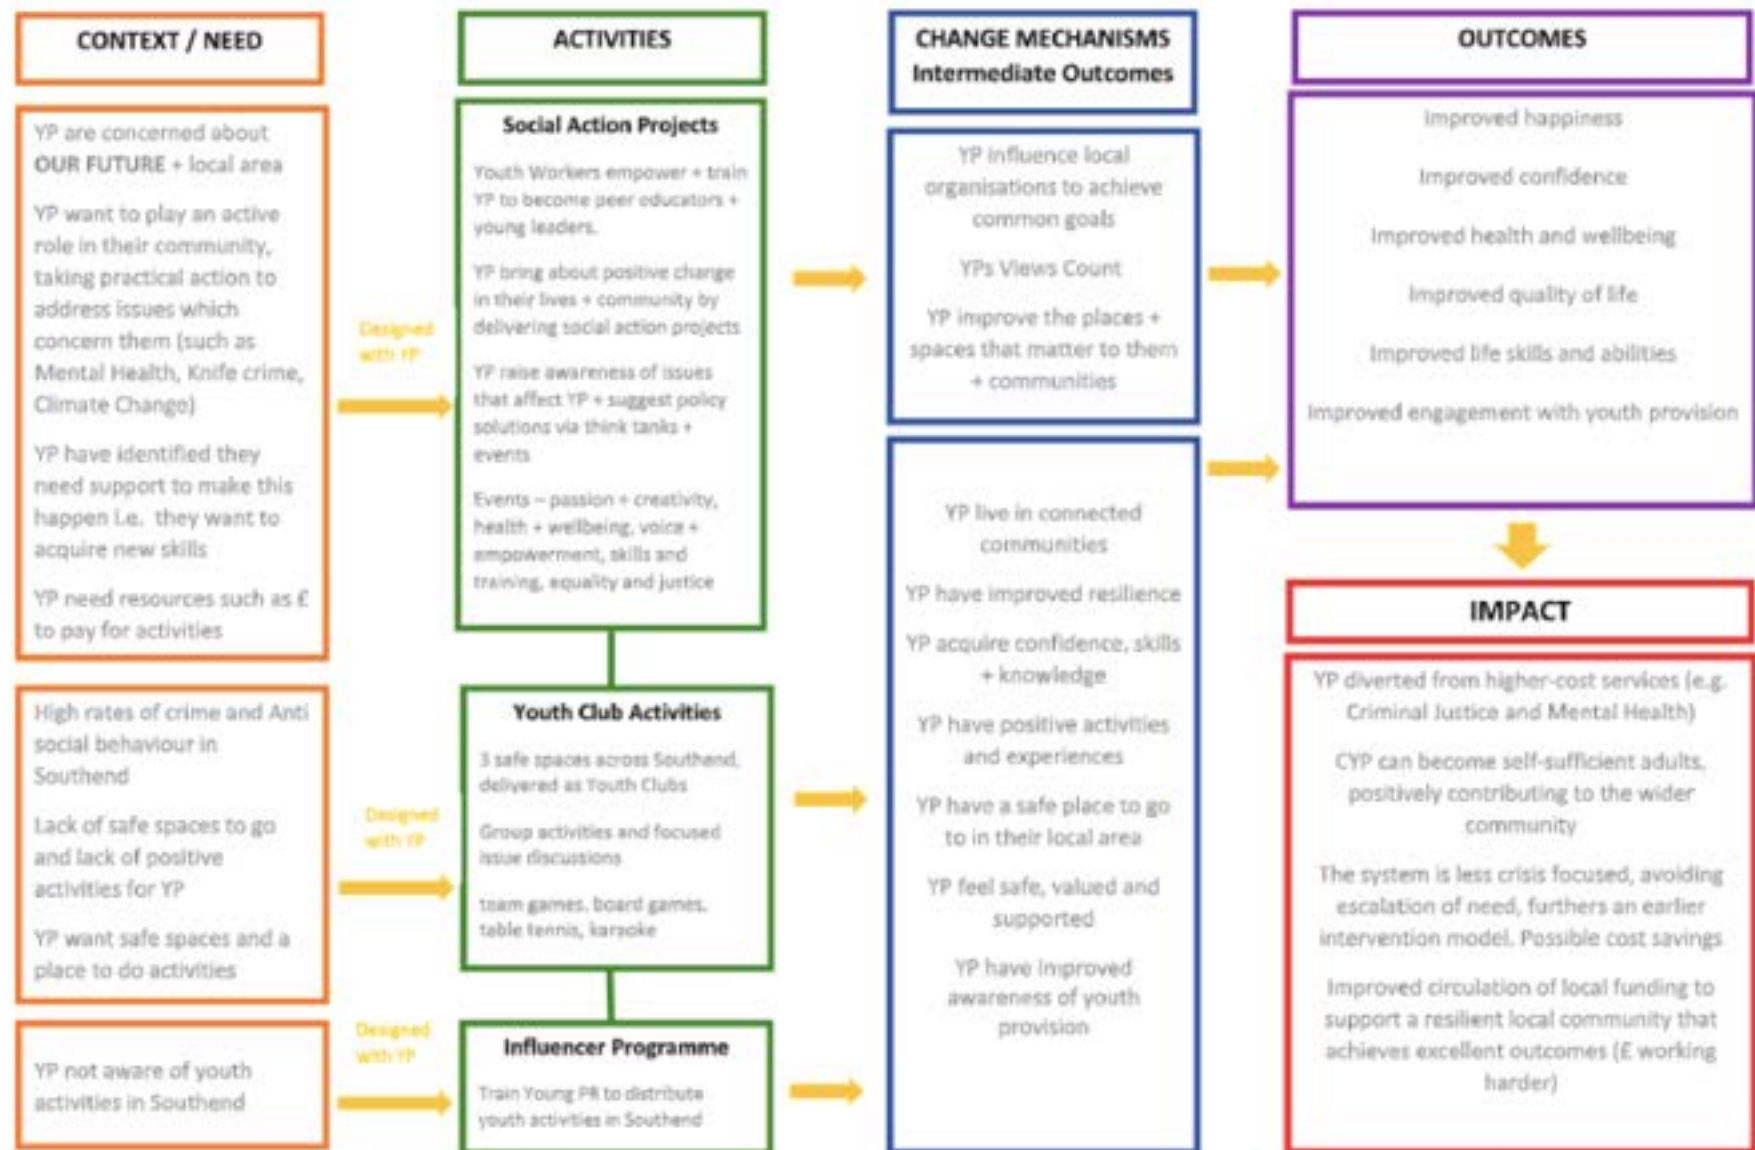 CONTEXT / NEED
YP are concerned about
OUR FUTURE + local area
YP want to play an active
role in their community,
taking practical action to
address issues which
concern them (such as
Mental Health, Knife crime,
Climate Change)
YP have identified they
need support to make this
happen i.e. they want to
acquire new skills
YP need resources such as £
to pay for activities
High rates of crime and Anti
social behaviour in
Southend
Lack of safe spaces to go
and lack of positive
activities for YP
YP want safe spaces and a
place to do activities
YP not aware of youth
activities in Southend
Designed
with YP
Designed
with YP
Designed
with YP
ACTIVITIES
Social Action Projects
Youth Workers empower + train
YP to become peer educators +
young leaders.
YP bring about positive change
in their lives + community by
delivering social action projects
YP raise awareness of issues
that affect YP + suggest policy
solutions via think tanks +
events
Events – passion + creativity,
health + wellbeing, voice +
empowerment, skills and
training, equality and justice
Youth Club Activities
3 safe spaces across Southend,
delivered as Youth Clubs
Group activities and focused
issue discussions
team games, board games,
table tennis, karaoke
Influencer Programme
Train Young PR to distribute
youth activities in Southend
CHANGE MECHANISMS
Intermediate Outcomes
YP influence local
organisations to achieve
common goals
YPs Views Count
YP improve the places +
spaces that matter to them
+ communities
YP live in connected
communities
YP have improved resilience
YP acquire confidence, skills
+ knowledge
YP have positive activities
and experiences
YP have a safe place to go
to in their local area
YP feel safe, valued and
supported
YP have improved
awareness of youth
provision
OUTCOMES
Improved happiness
Improved confidence
Improved health and wellbeing
Improved quality of life
Improved life skills and abilities
Improved engagement with youth provision
IMPACT
YP diverted from higher-cost services (e.g.
Criminal Justice and Mental Health)
CYP can become self-sufficient adults,
positively contributing to the wider
community
The system is less crisis focused, avoiding
escalation of need, furthers an earlier
intervention model. Possible cost savings
Improved circulation of local funding to
support a resilient local community that
achieves excellent outcomes (£ working
harder)